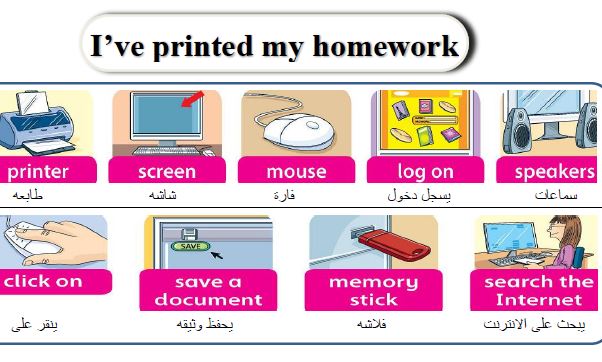 I've printed my homework
printer
screen
mouse
log on
speakers
طابعه
شاشه
فارة
يسجل دخول
سماعات
SAVE
click on
save a
document
memory
stick
search the
Internet
ينقر على
يحفظ وثيقه
فلاشه
يبحث على الانترنت